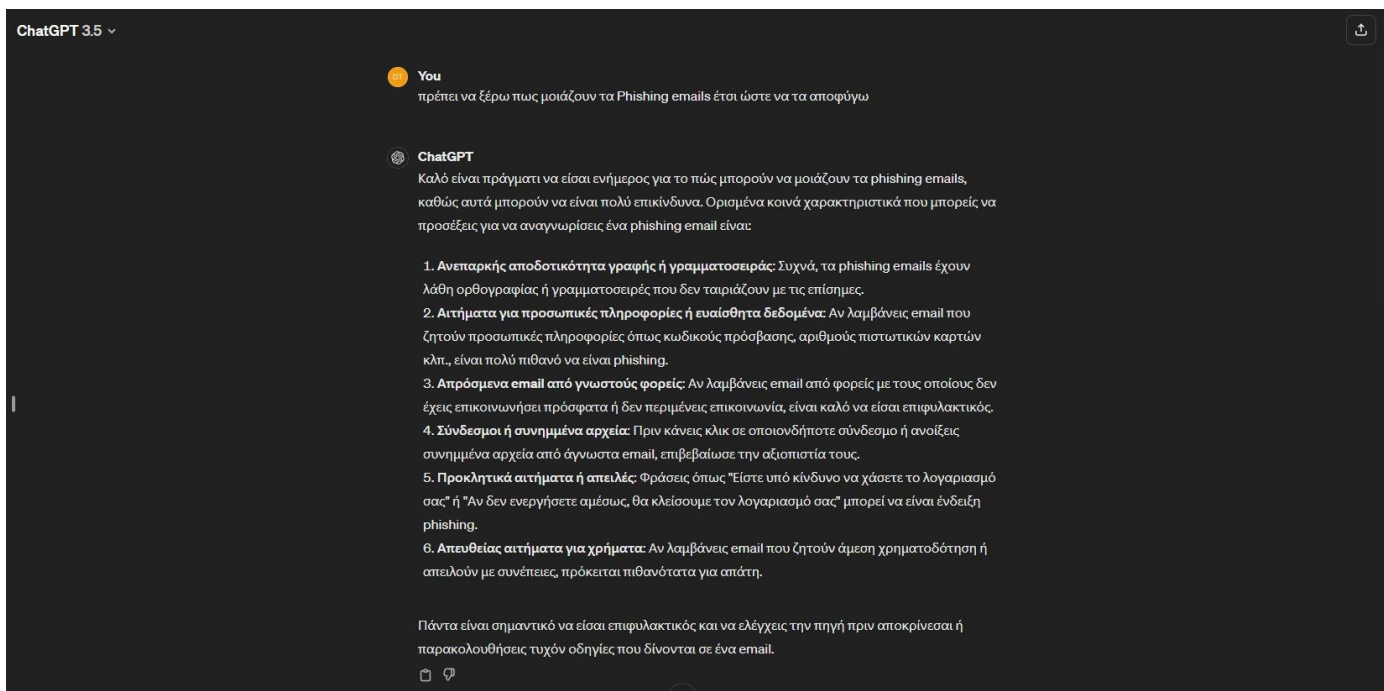 ChatGPT 3.5
You
πρέπει να ξέρω πως μοιάζουν τα Phishing emails έτσι ώστε να τα αποφύγω
ChatGPT
Καλό είναι πράγματι να είσαι ενήμερος για το πώς μπορούν να μοιάζουν τα phishing emails,
καθώς αυτά μπορούν να είναι πολύ επικίνδυνα. Ορισμένα κοινά χαρακτηριστικά που μπορείς να
προσέξεις για να αναγνωρίσεις ένα phishing email είναι:
1. Ανεπαρκής αποδοτικότητα γραφής ή γραμματοσειράς: Συχνά, τα phishing emails έχουν
λάθη ορθογραφίας ή γραμματοσειρές που δεν ταιριάζουν με τις επίσημες.
2. Αιτήματα για προσωπικές πληροφορίες ή ευαίσθητα δεδομένα: Αν λαμβάνεις email που
ζητούν προσωπικές πληροφορίες όπως κωδικούς πρόσβασης, αριθμούς πιστωτικών καρτών
κλπ., είναι πολύ πιθανό να είναι phishing.
3. Απρόσμενα email από γνωστούς φορείς: Αν λαμβάνεις email από φορείς με τους οποίους δεν
έχεις επικοινωνήσει πρόσφατα ή δεν περιμένεις επικοινωνία, είναι καλό να είσαι επιφυλακτικός.
4. Σύνδεσμοι ή συνημμένα αρχεία: Πριν κάνεις κλικ σε οποιονδήποτε σύνδεσμο ή ανοίξεις
συνημμένα αρχεία από άγνωστα email, επιβεβαίωσε την αξιοπιστία τους.
5. Προκλητικά αιτήματα ή απειλές: Φράσεις όπως "Είστε υπό κίνδυνο να χάσετε το λογαριασμό
σας" ή "Αν δεν ενεργήσετε αμέσως, θα κλείσουμε τον λογαριασμό σας" μπορεί να είναι ένδειξη
phishing.
6. Απευθείας αιτήματα για χρήματα: Αν λαμβάνεις email που ζητούν άμεση χρηματοδότηση ή
απειλούν με συνέπειες, πρόκειται πιθανότατα για απάτη.
Πάντα είναι σημαντικό να είσαι επιφυλακτικός και να ελέγχεις την πηγή πριν αποκρίνεσαι ή
παρακολουθήσεις τυχόν οδηγίες που δίνονται σε ένα email.